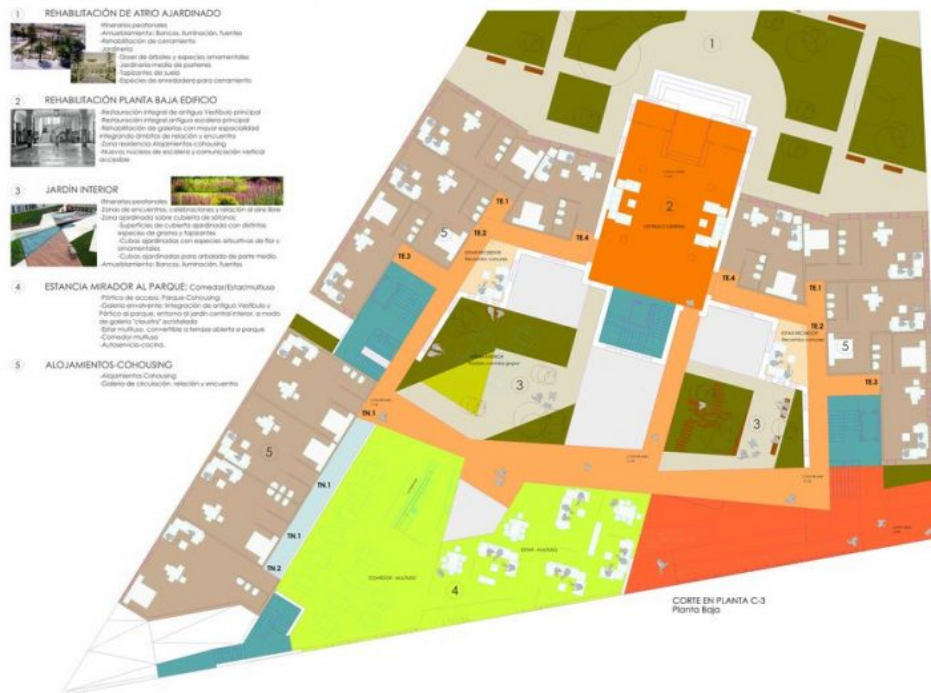 1 REHABILITACIÓN DE ATRIO AJARDINADO
-Itinerarios peatonales
-Amueblamiento: Bancos, iluminación, fuentes
-Rehabilitación de cerramiento
-Jardinería:
-Dosel de árboles y especies ornamentales
-Jardinería media de parterres
-Tapizantes de suelo
-Especies de enredadera para cerramiento
2 REHABILITACIÓN PLANTA BAJA EDIFICIO
-Restauración integral de antiguo Vestíbulo principal
-Restauración integral antigua escalera principal
-Rehabilitación de galerías con mayor espacialidad
integrando ámbitos de relación y encuentro
-Zona residencia Alojamientos-cohousing
-Nuevos núcleos de escalera y comunicación vertical
accesible
3 JARDÍN INTERIOR
-Itinerarios peatonales
-Zonas de encuentros, celebraciones y relación al aire libre
-Zona ajardinada sobre cubierta de sótanos:
-Superficies de cubierta ajardinada con distintas
especies de grama y tapizantes
-Cubos ajardinados con especies arbustivas de flor y
ornamentales
-Cubos ajardinados para arbolado de porte medio.
-Amueblamiento: Bancos, iluminación, fuentes
4 ESTANCIA MIRADOR AL PARQUE: Comedor/Estar/multiuso
-Pórtico de acceso. Parque-Cohousing
-Galería envolvente: Integración de antiguo Vestíbulo y
Pórtico al parque, entorno al jardín central interior, a modo
de galería "claustro" acristalada
-Estar multiuso, convertible a terraza abierta a parque
-Comedor multiuso
-Autoservicio-cocina.
5 ALOJAMIENTOS-COHOUSING
-Alojamientos Cohousing
-Galería de circulación, relación y encuentro
1
2
VESTIBULO GENERAL
TE.1
TE.2
TE.3
TE.4
5
ESTAR RECIBIDOR
TE.4
TE.1
TE.2
TE.3
5
ESTAR RECIBIDOR
3
3
TN.1
5
TN.1
TN.1
TN.2
COMEDOR - MULTIUSO
ESTAR - MULTIUSO
4
CORTE EN PLANTA C-3
Planta Baja